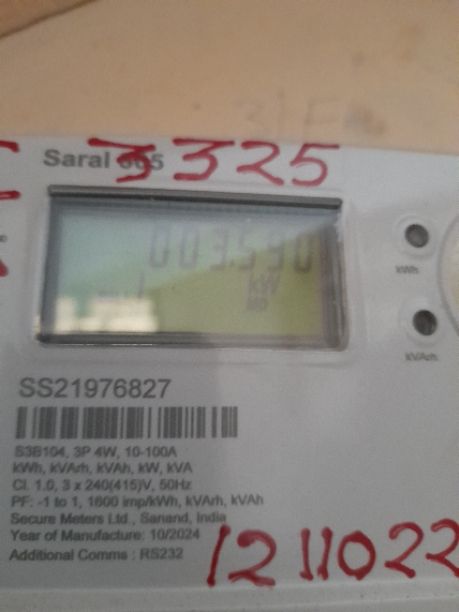 Saral 305
3325
003.590
kW
MD
kWh
kVArh
SS21976827
S3B104, 3P 4W, 10-100A
kWh, kVArh, kVAh, kW, kVA
Cl. 1.0, 3 x 240(415)V, 50Hz
PF: -1 to 1, 1600 imp/kWh, kVArh, kVAh
Secure Meters Ltd., Sanand, India
Year of Manufacture: 10/2024
Additional Comms : RS232
1211022